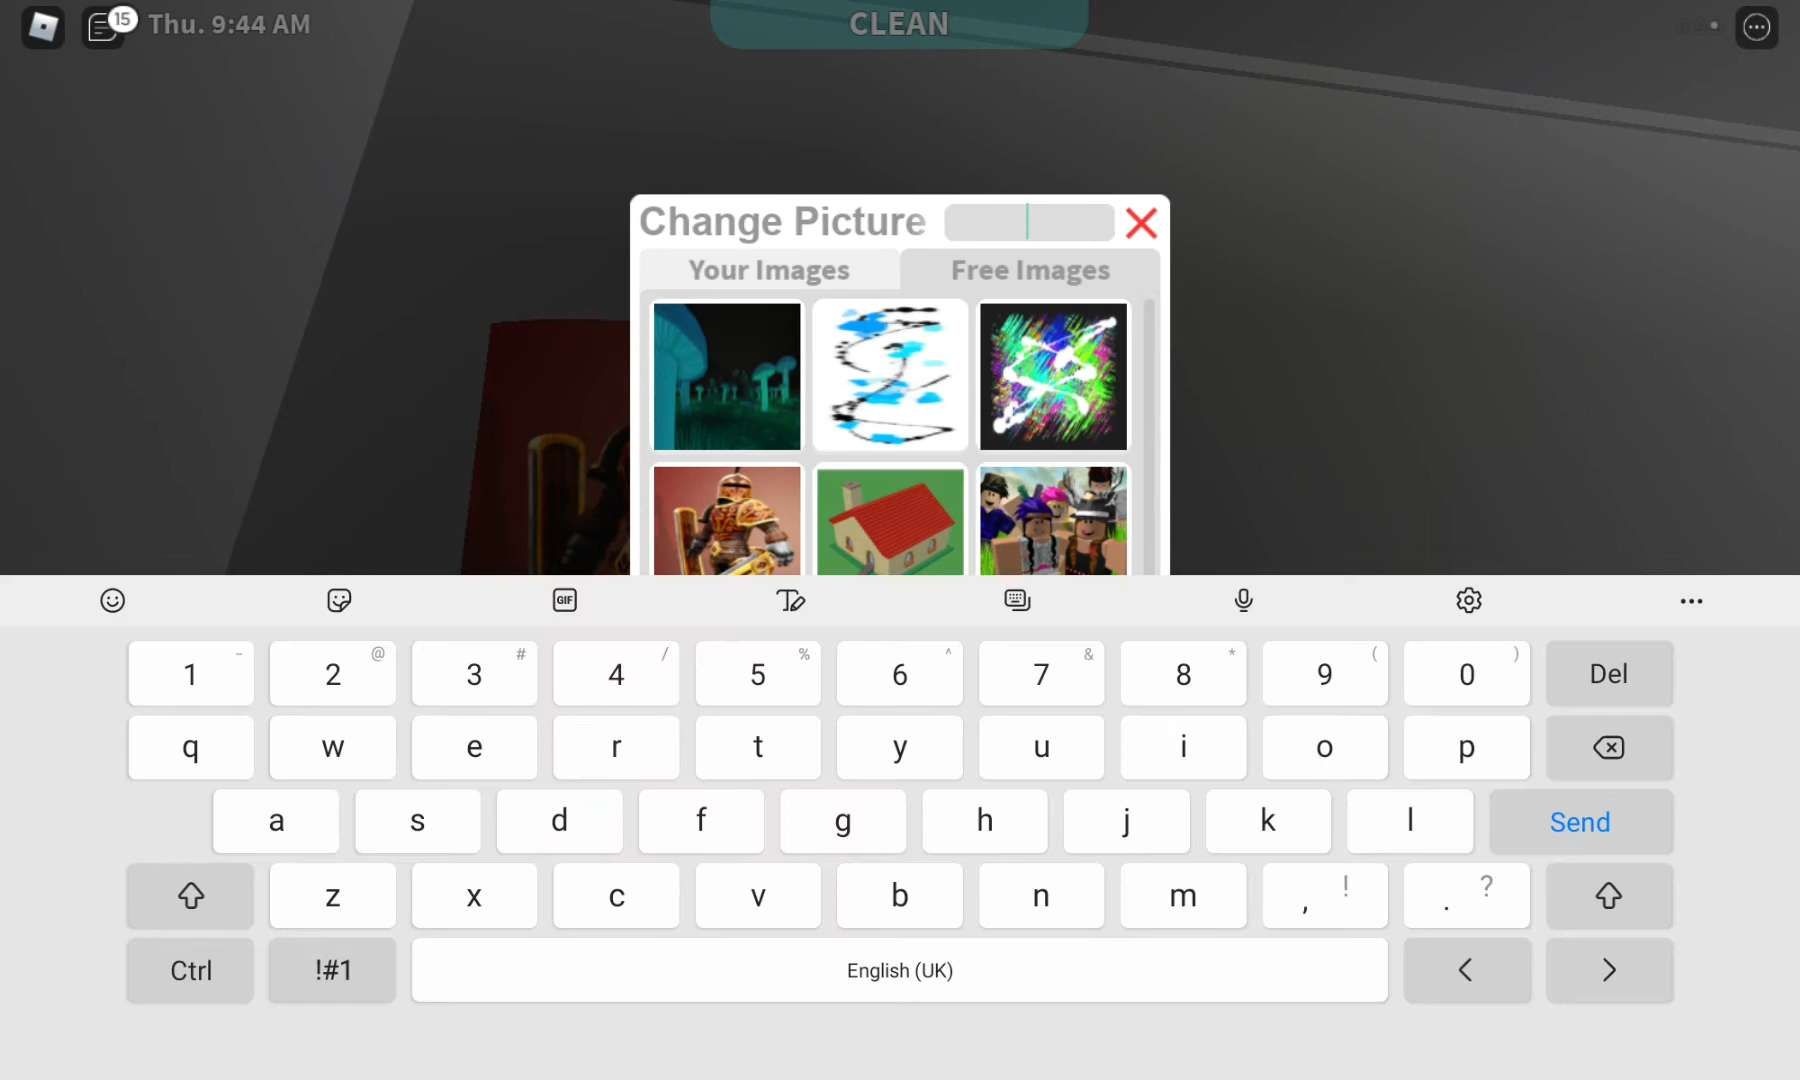 15
Thu. 9:44 AM
CLEAN
Change Picture
Your Images
Free Images
GIF
1 - 2 @ 3 # 4 / 5 % 6 ^ 7 & 8 * 9 ( 0 ) Del
q w e r t y u i o p
a s d f g h j k l Send
z x c v b n m , ! . ?
Ctrl !#1 English (UK) < >